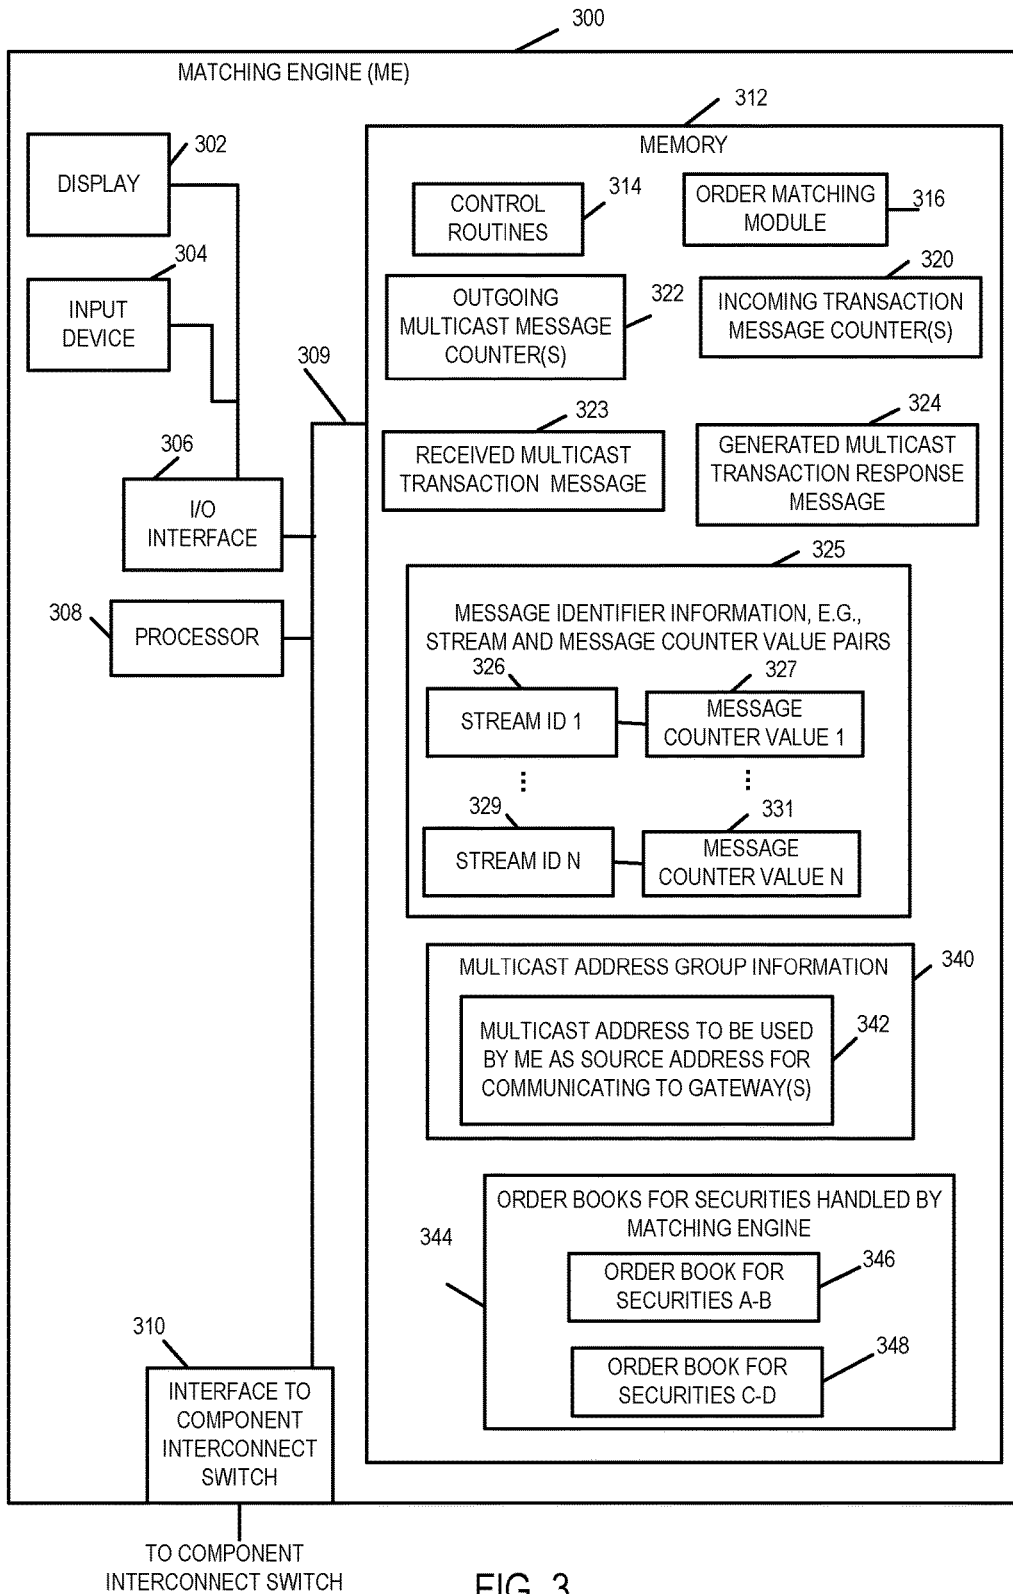 300
MATCHING ENGINE (ME)
312
MEMORY
302
DISPLAY
314
CONTROL
ROUTINES
ORDER MATCHING
MODULE
316
304
INPUT
DEVICE
OUTGOING
MULTICAST MESSAGE
COUNTER(S)
322
320
INCOMING TRANSACTION
MESSAGE COUNTER(S)
309
323
RECEIVED MULTICAST
TRANSACTION MESSAGE
324
GENERATED MULTICAST
TRANSACTION RESPONSE
MESSAGE
306
I/O
INTERFACE
308
PROCESSOR
325
MESSAGE IDENTIFIER INFORMATION, E.G.,
STREAM AND MESSAGE COUNTER VALUE PAIRS
326
STREAM ID 1
327
MESSAGE
COUNTER VALUE 1
...
...
329
STREAM ID N
331
MESSAGE
COUNTER VALUE N
MULTICAST ADDRESS GROUP INFORMATION
340
MULTICAST ADDRESS TO BE USED
BY ME AS SOURCE ADDRESS FOR
COMMUNICATING TO GATEWAY(S)
342
ORDER BOOKS FOR SECURITIES HANDLED BY
MATCHING ENGINE
344
ORDER BOOK FOR
SECURITIES A-B
346
ORDER BOOK FOR
SECURITIES C-D
348
310
INTERFACE TO
COMPONENT
INTERCONNECT
SWITCH
TO COMPONENT
INTERCONNECT SWITCH
FIG. 3